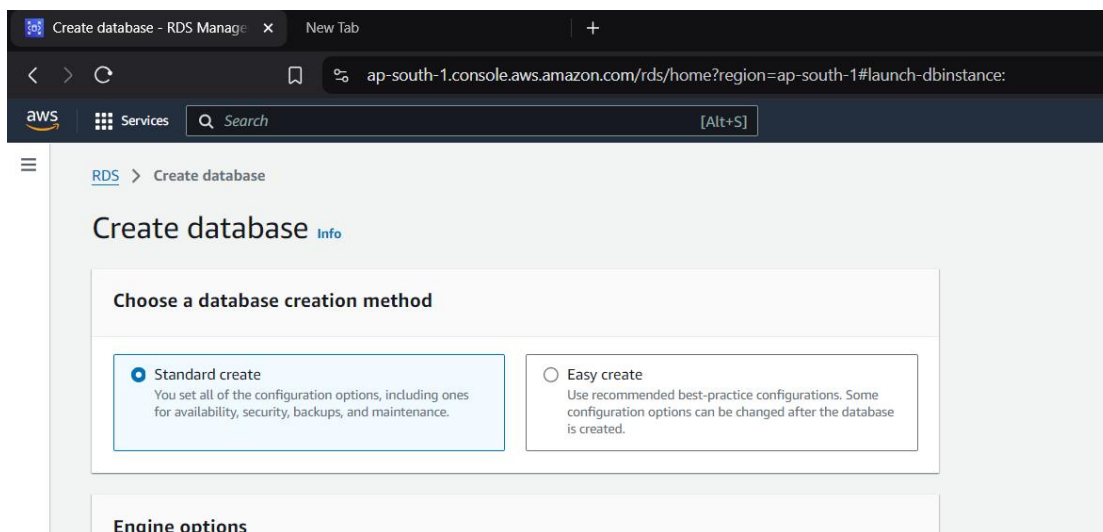 Create database - RDS Manage
New Tab
ap-south-1.console.aws.amazon.com/rds/home?region=ap-south-1#launch-dbinstance:
aws
Services
Search
[Alt+S]
RDS > Create database
Create database Info
Choose a database creation method
Standard create
You set all of the configuration options, including ones
for availability, security, backups, and maintenance.
Easy create
Use recommended best-practice configurations. Some
configuration options can be changed after the database
is created.
Engine options